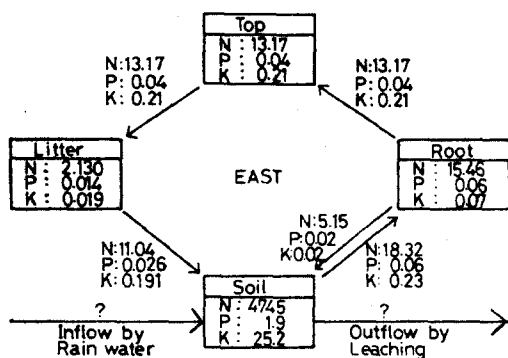 Top
N : 13.17
P : 0.04
K : 0.21
N:13.17
P: 0.04
K: 0.21
N:13.17
P:0.04
K:0.21
Litter
N : 2.130
P : 0.014
K : 0.019
EAST
Root
N : 15.46
P : 0.06
K : 0.07
N:11.04
P:0.026
K:0.191
N:5.15
P:0.02
K:0.02
N:18.32
P:0.06
K:0.23
Soil
N : 4745
P : 1.9
K : 25.2
?
Inflow by
Rain water
?
Outflow by
Leaching